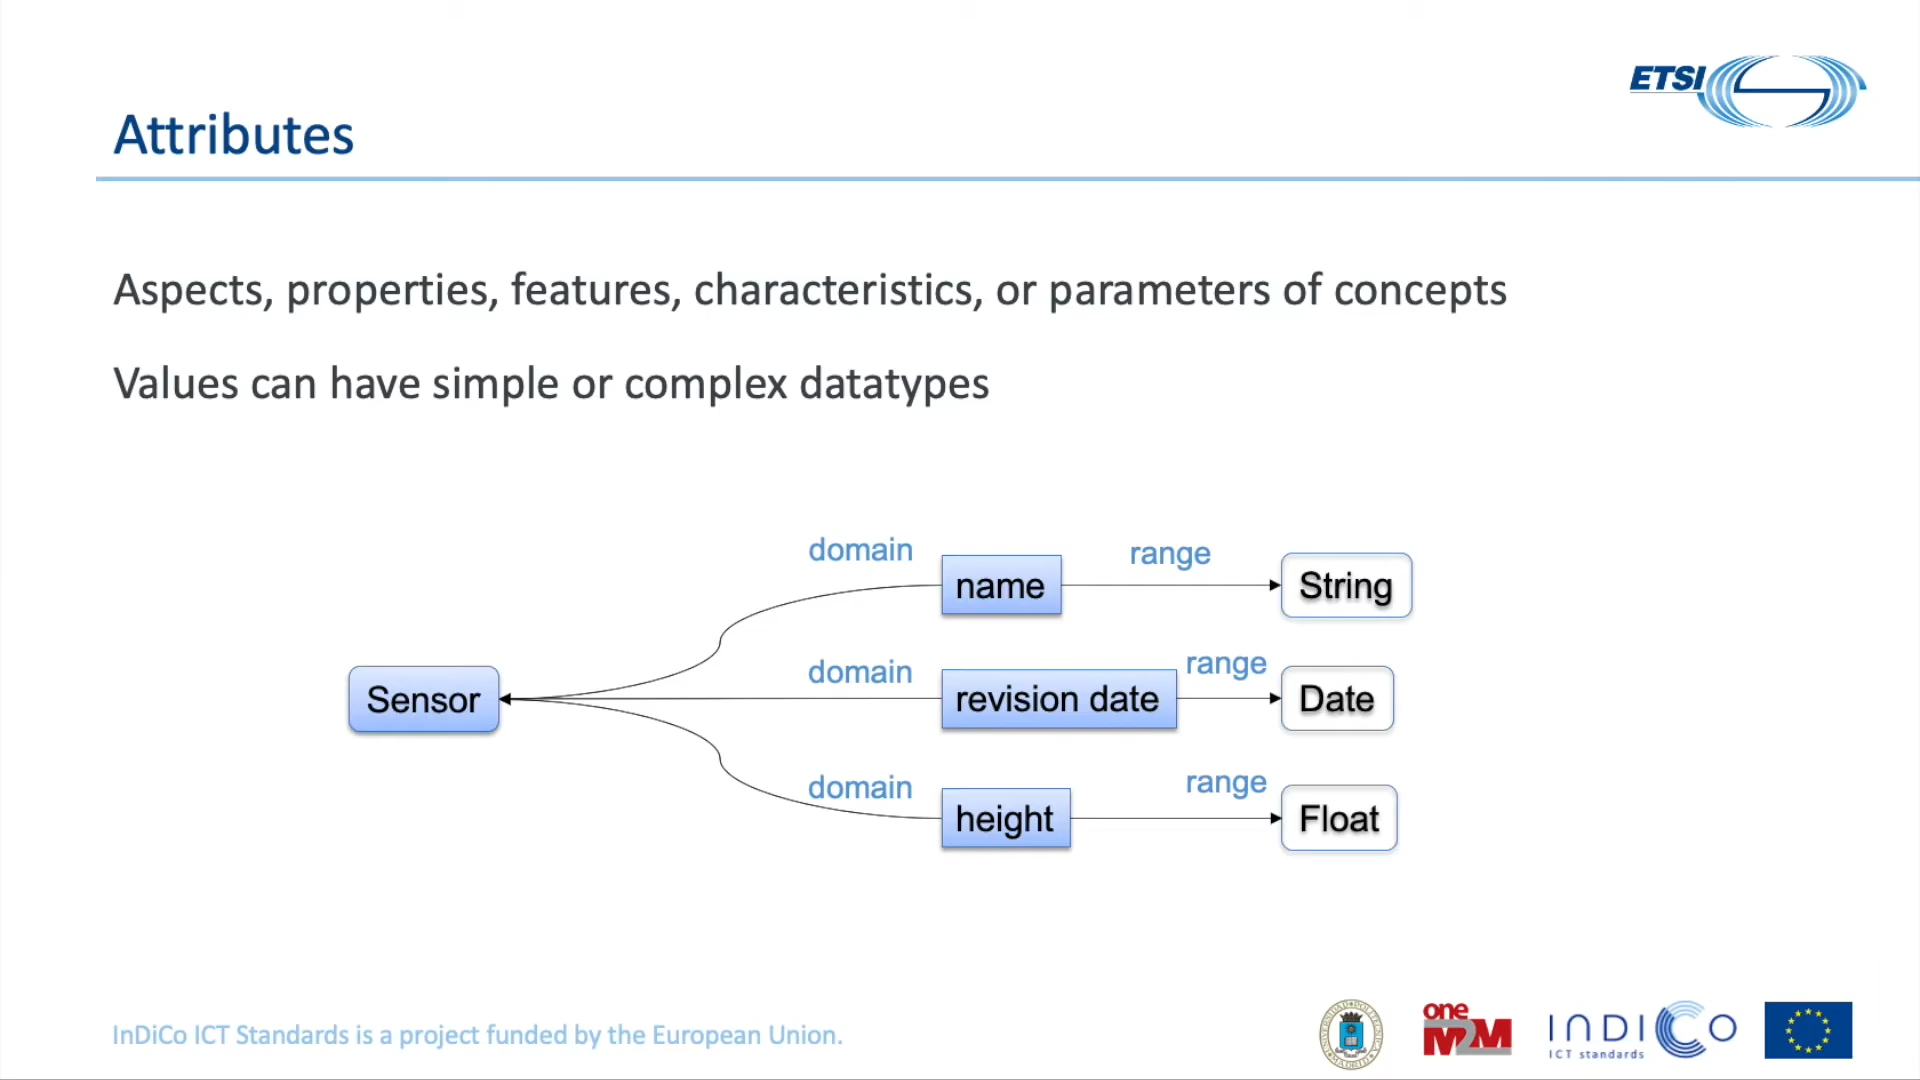 ETSI
Attributes
Aspects, properties, features, characteristics, or parameters of concepts
Values can have simple or complex datatypes
domain
name
range
String
Sensor
domain
revision date
range
Date
domain
height
range
Float
InDiCo ICT Standards is a project funded by the European Union.
one
M2M
INDICO
ICT standards